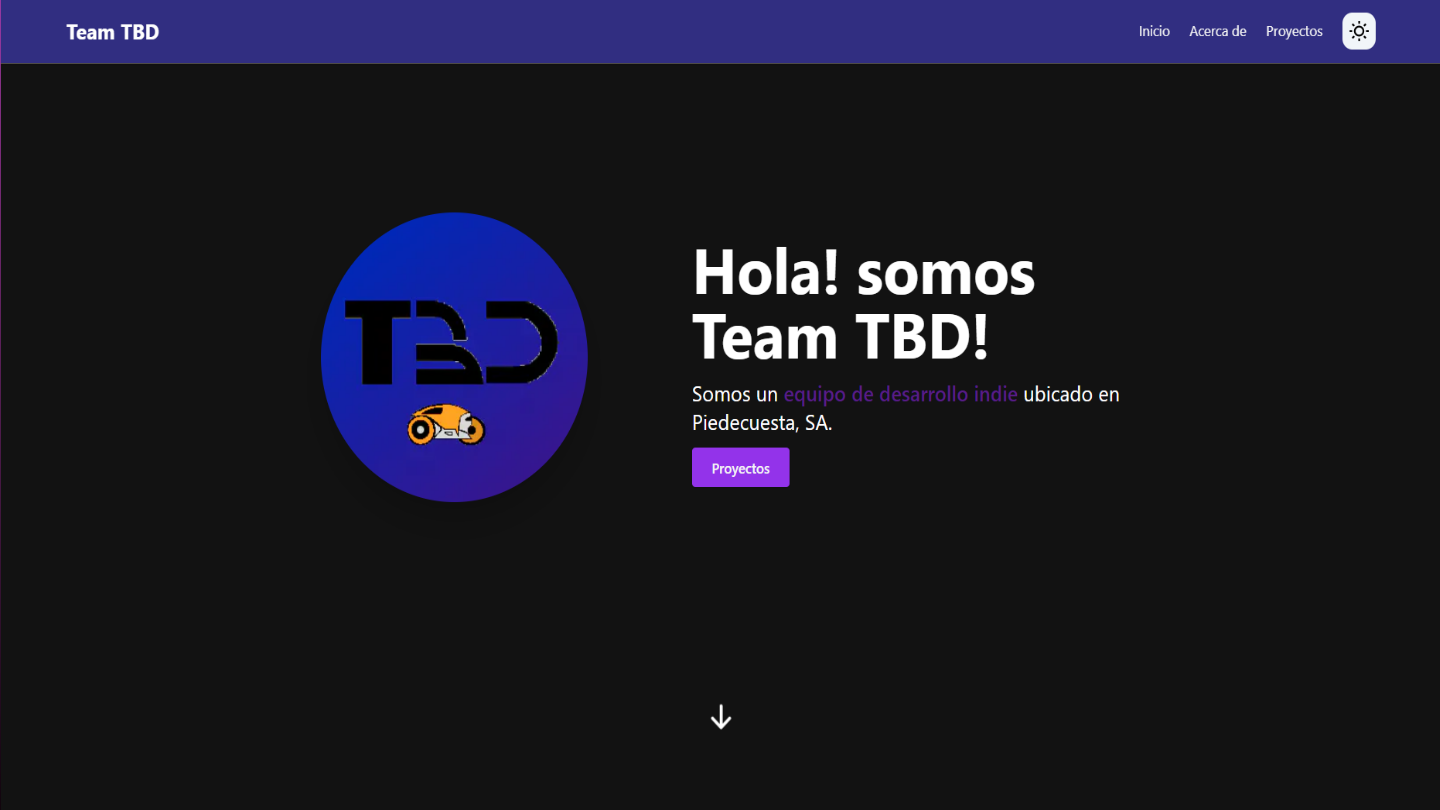 Team TBD
Inicio
Acerca de
Proyectos
TBD
Hola! somos
Team TBD!
Somos un equipo de desarrollo indie ubicado en
Piedecuesta, SA.
Proyectos